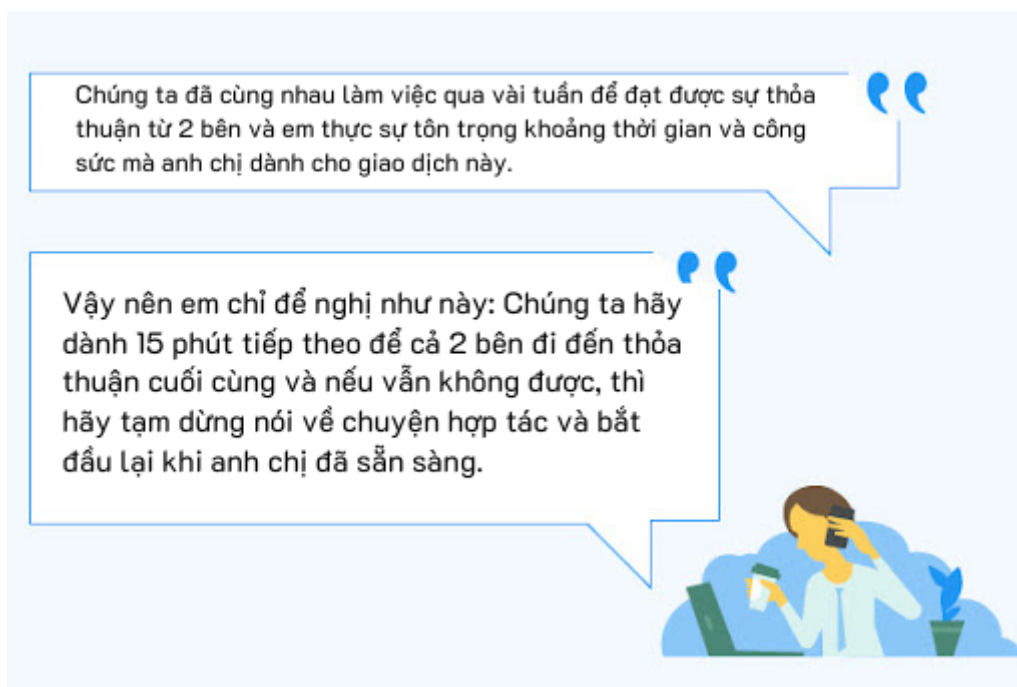 Chúng ta đã cùng nhau làm việc qua vài tuần để đạt được sự thỏa
thuận từ 2 bên và em thực sự tôn trọng khoảng thời gian và công
sức mà anh chị dành cho giao dịch này.
Vậy nên em chỉ để nghị như này: Chúng ta hãy
dành 15 phút tiếp theo để cả 2 bên đi đến thỏa
thuận cuối cùng và nếu vẫn không được, thì
hãy tạm dừng nói về chuyện hợp tác và bắt
đầu lại khi anh chị đã sẵn sàng.